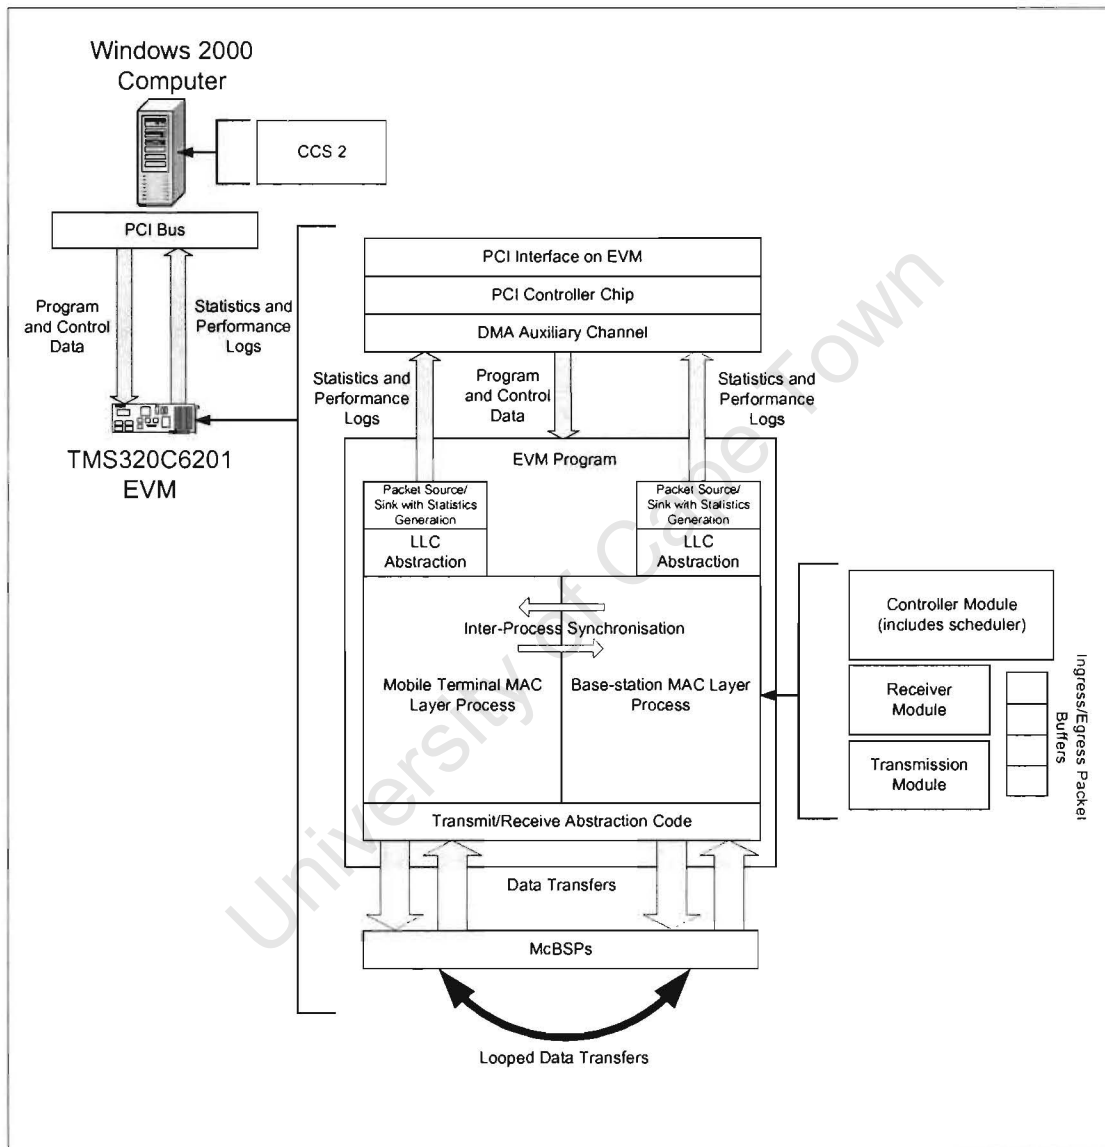 Windows 2000
Computer
CCS 2
PCI Bus
Program
and Control
Data
Statistics and
Performance
Logs
TMS320C6201
EVM
PCI Interface on EVM
PCI Controller Chip
DMA Auxiliary Channel
Statistics and
Performance
Logs
Program
and Control
Data
Statistics and
Performance
Logs
EVM Program
Packet Source/
Sink with Statistics
Generation
LLC
Abstraction
Packet Source/
Sink with Statistics
Generation
LLC
Abstraction
Inter-Process Synchronisation
Mobile Terminal MAC
Layer Process
Base-station MAC Layer
Process
Transmit/Receive Abstraction Code
Data Transfers
McBSPs
Looped Data Transfers
Controller Module
(includes scheduler)
Receiver
Module
Transmission
Module
Ingress/Egress Packet
Buffers
University of Cape Town